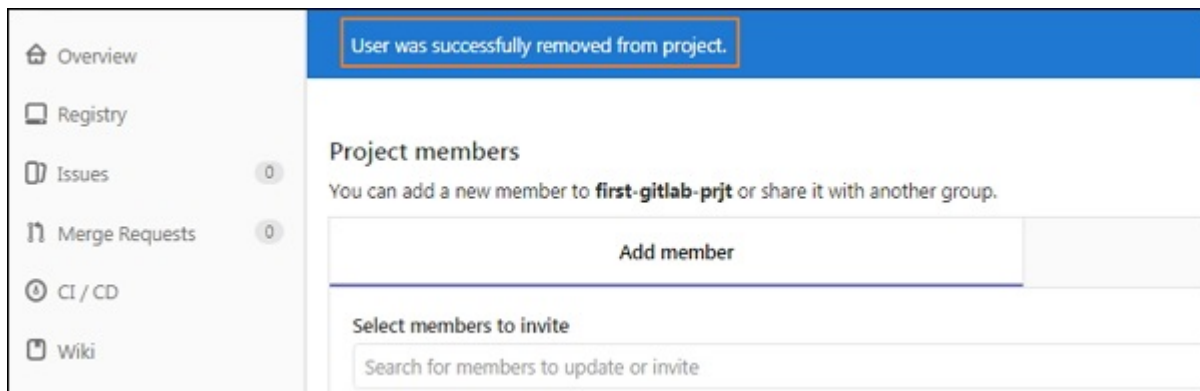 Overview
Registry
Issues 0
Merge Requests 0
CI / CD
Wiki
User was successfully removed from project.
Project members
You can add a new member to first-gitlab-prjt or share it with another group.
Add member
Select members to invite
Search for members to update or invite